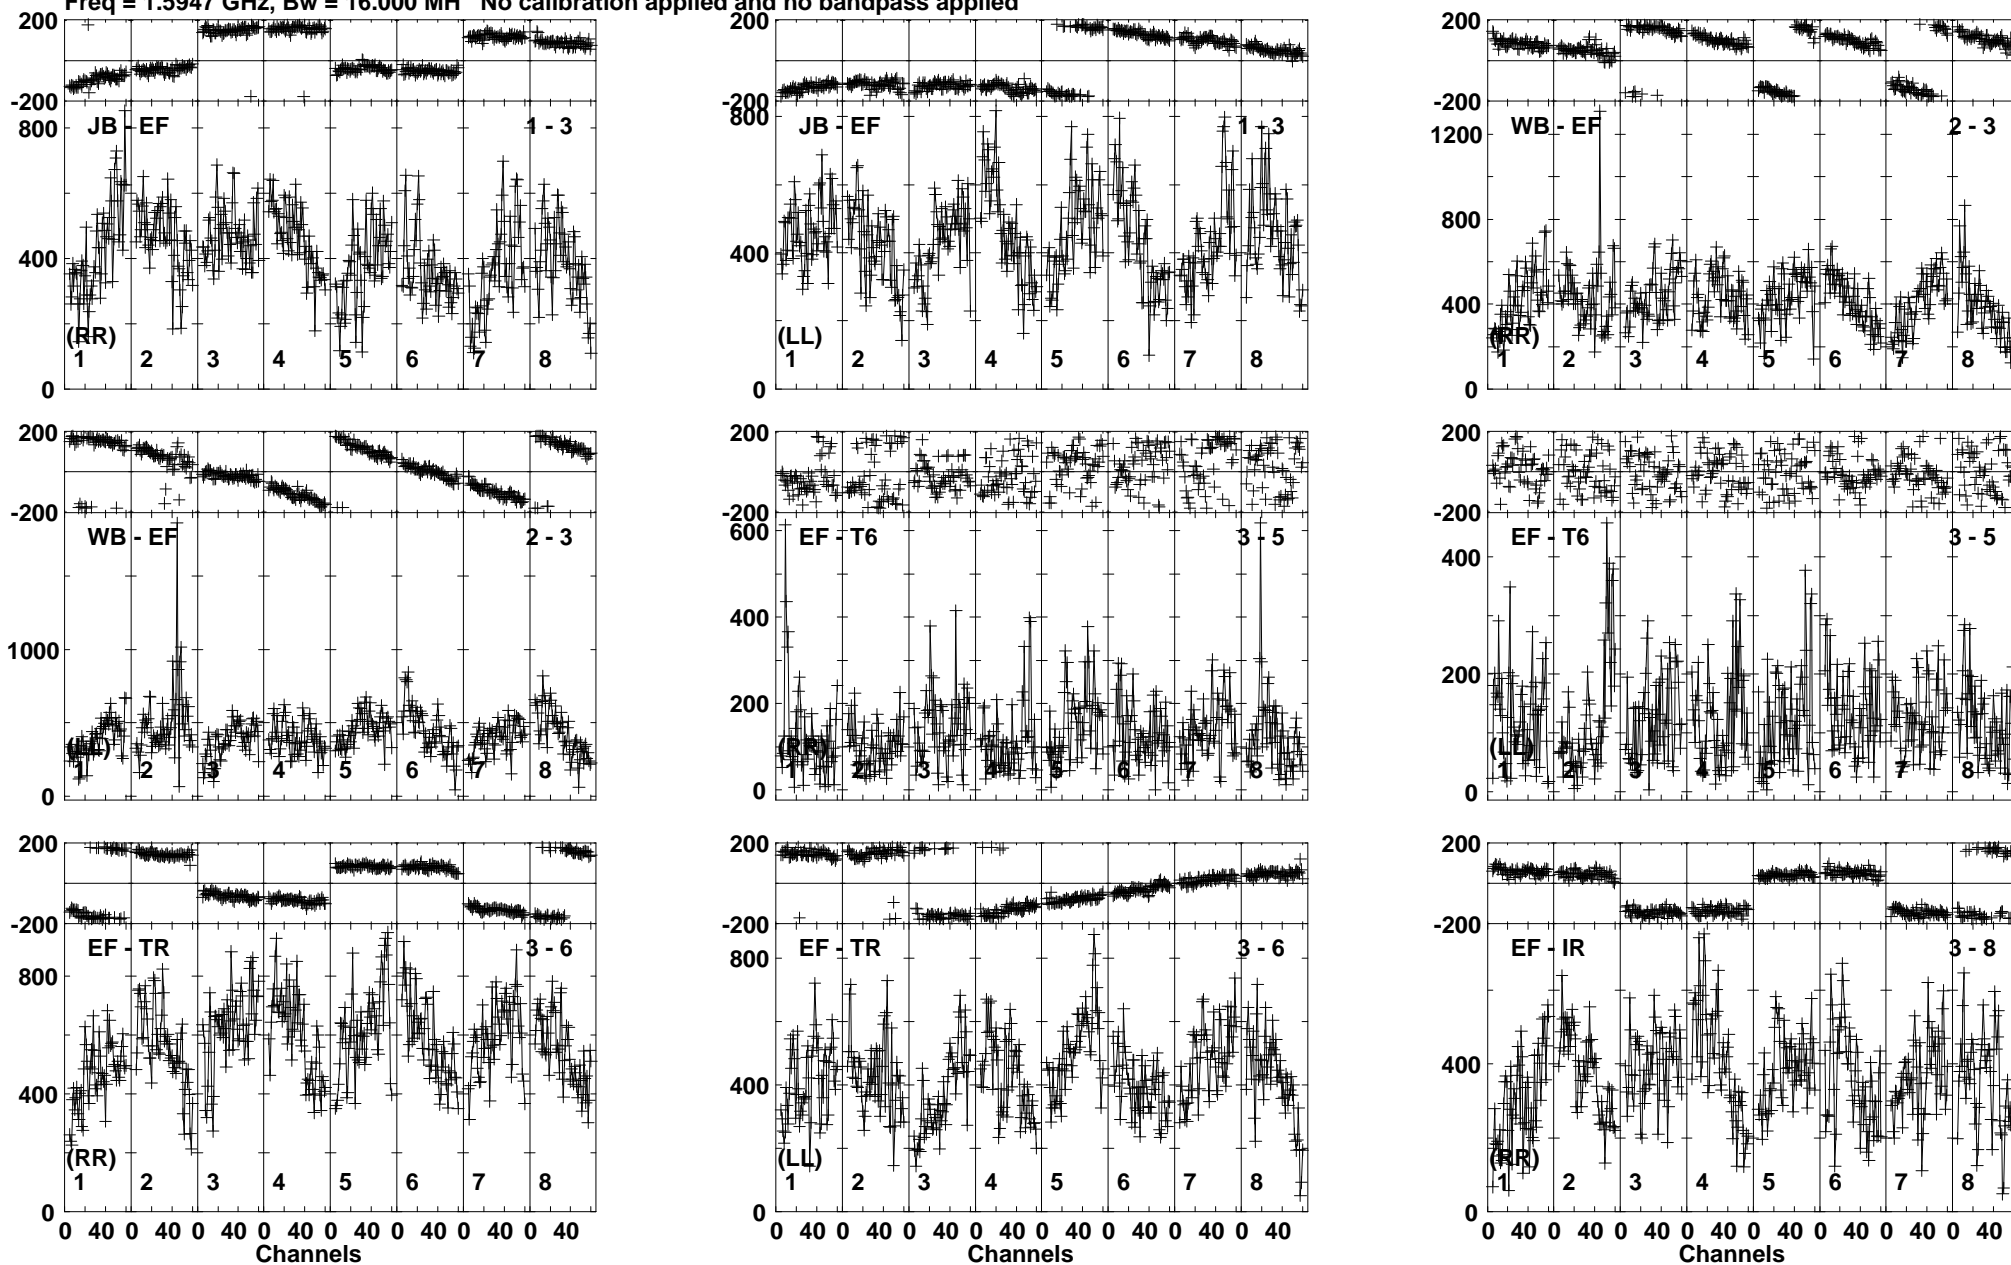 Freq = 1.5947 GHz, Bw = 16.000 MH No calibration applied and no bandpass applied
200 200 200
-200 -200 -200
JB - EF 1 - 3 JB - EF 1 - 3 WB - EF 2 - 3
800 800 1200
800
400 400 400
(RR) (LL) (RR)
1 2 3 4 5 6 7 8 1 2 3 4 5 6 7 8 1 2 3 4 5 6 7 8
0 0 0
200 200 200
-200 -200 -200
WB - EF 2 - 3 EF - T6 3 - 5 EF - T6 3 - 5
1000 600 400
400
200 200
(LL) (RR) (LL)
1 2 3 4 5 6 7 8 1 2 3 4 5 6 7 8 1 2 3 4 5 6 7 8
0 0 0
200 200 200
-200 -200 -200
EF - TR 3 - 6 EF - TR 3 - 6 EF - IR 3 - 8
800 800
400 400 400
(RR) (LL) (RR)
1 2 3 4 5 6 7 8 1 2 3 4 5 6 7 8 1 2 3 4 5 6 7 8
0 0 0
0 40 0 40 0 40 0 40 0 40 0 40 0 40 0 40 0 40 0 40 0 40 0 40 0 40 0 40 0 40 0 40 0 40 0 40 0 40 0 40 0 40 0 40 0 40 0 40
Channels Channels Channels